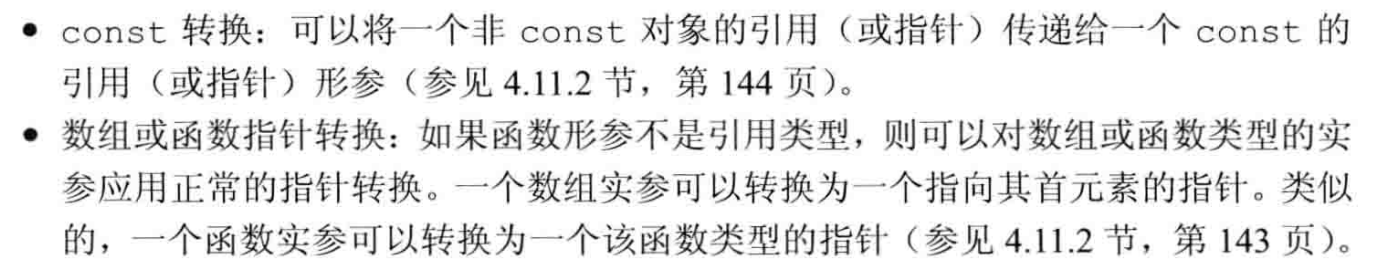 • const 转换：可以将一个非 const 对象的引用（或指针）传递给一个 const 的
引用（或指针）形参（参见 4.11.2 节，第 144 页）。
• 数组或函数指针转换：如果函数形参不是引用类型，则可以对数组或函数类型的实
参应用正常的指针转换。一个数组实参可以转换为一个指向其首元素的指针。类似
的，一个函数实参可以转换为一个该函数类型的指针（参见 4.11.2 节，第 143 页）。